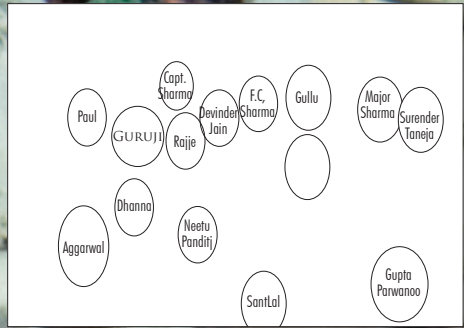 Capt.
Sharma
Paul
GURUJI
Rajje
Devinder
Jain
F.C,
Sharma
Gullu
Major
Sharma
Surender
Taneja
Dhanna
Aggarwal
Neetu
Panditj
SantLal
Gupta
Parwanoo